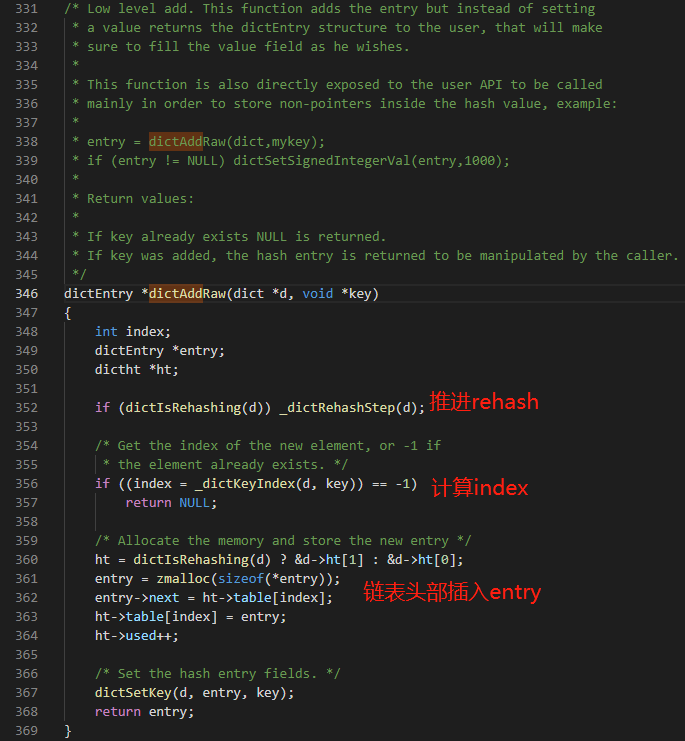 331 /* Low level add. This function adds the entry but instead of setting
332  * a value returns the dictEntry structure to the user, that will make
333  * sure to fill the value field as he wishes.
334  *
335  * This function is also directly exposed to the user API to be called
336  * mainly in order to store non-pointers inside the hash value, example:
337  *
338  * entry = dictAddRaw(dict,mykey);
339  * if (entry != NULL) dictSetSignedIntegerVal(entry,1000);
340  *
341  * Return values:
342  *
343  * If key already exists NULL is returned.
344  * If key was added, the hash entry is returned to be manipulated by the caller.
345  */
346 dictEntry *dictAddRaw(dict *d, void *key)
347 {
348     int index;
349     dictEntry *entry;
350     dictht *ht;
351
352     if (dictIsRehashing(d)) _dictRehashStep(d); 推进rehash
353
354     /* Get the index of the new element, or -1 if
355      * the element already exists. */
356     if ((index = _dictKeyIndex(d, key)) == -1) 计算index
357         return NULL;
358
359     /* Allocate the memory and store the new entry */
360     ht = dictIsRehashing(d) ? &d->ht[1] : &d->ht[0];
361     entry = zmalloc(sizeof(*entry));
362     entry->next = ht->table[index]; 链表头部插入entry
363     ht->table[index] = entry;
364     ht->used++;
365
366     /* Set the hash entry fields. */
367     dictSetKey(d, entry, key);
368     return entry;
369 }